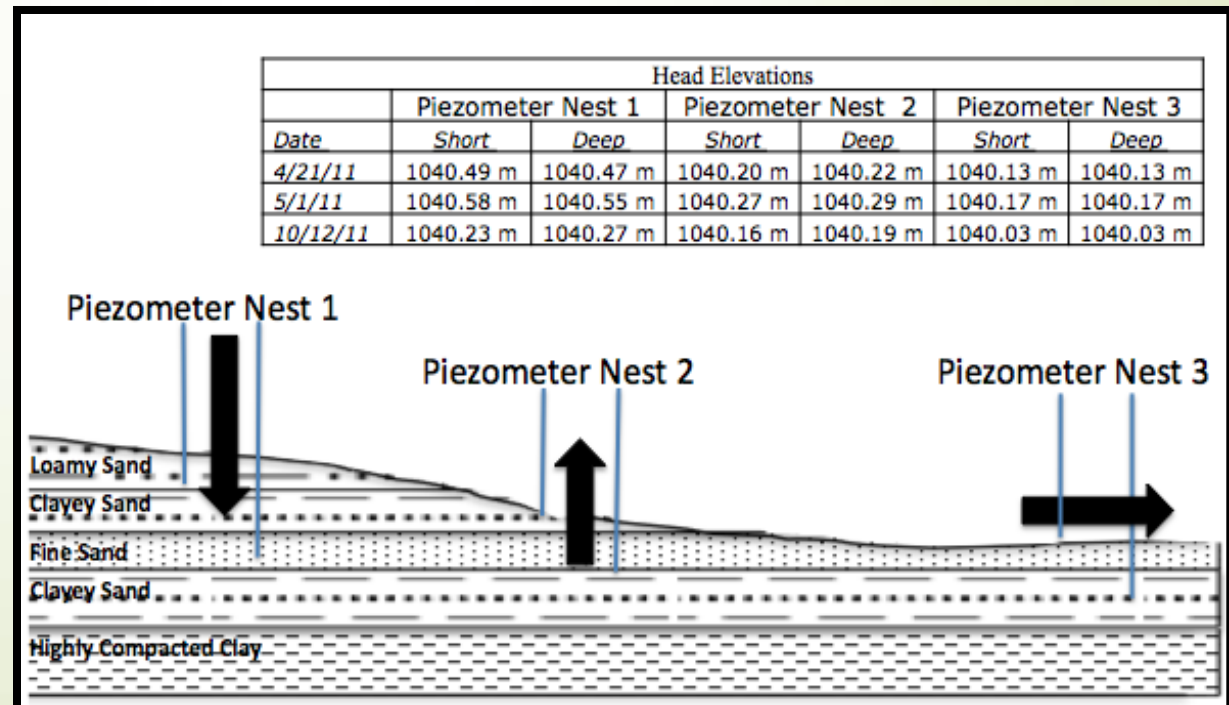 Head Elevations
Piezometer Nest 1 Piezometer Nest 2 Piezometer Nest 3
Date Short Deep Short Deep Short Deep
4/21/11 1040.49 m 1040.47 m 1040.20 m 1040.22 m 1040.13 m 1040.13 m
5/1/11 1040.58 m 1040.55 m 1040.27 m 1040.29 m 1040.17 m 1040.17 m
10/12/11 1040.23 m 1040.27 m 1040.16 m 1040.19 m 1040.03 m 1040.03 m
Piezometer Nest 1
Piezometer Nest 2
Piezometer Nest 3
Loamy Sand
Clayey Sand
Fine Sand
Clayey Sand
Highly Compacted Clay